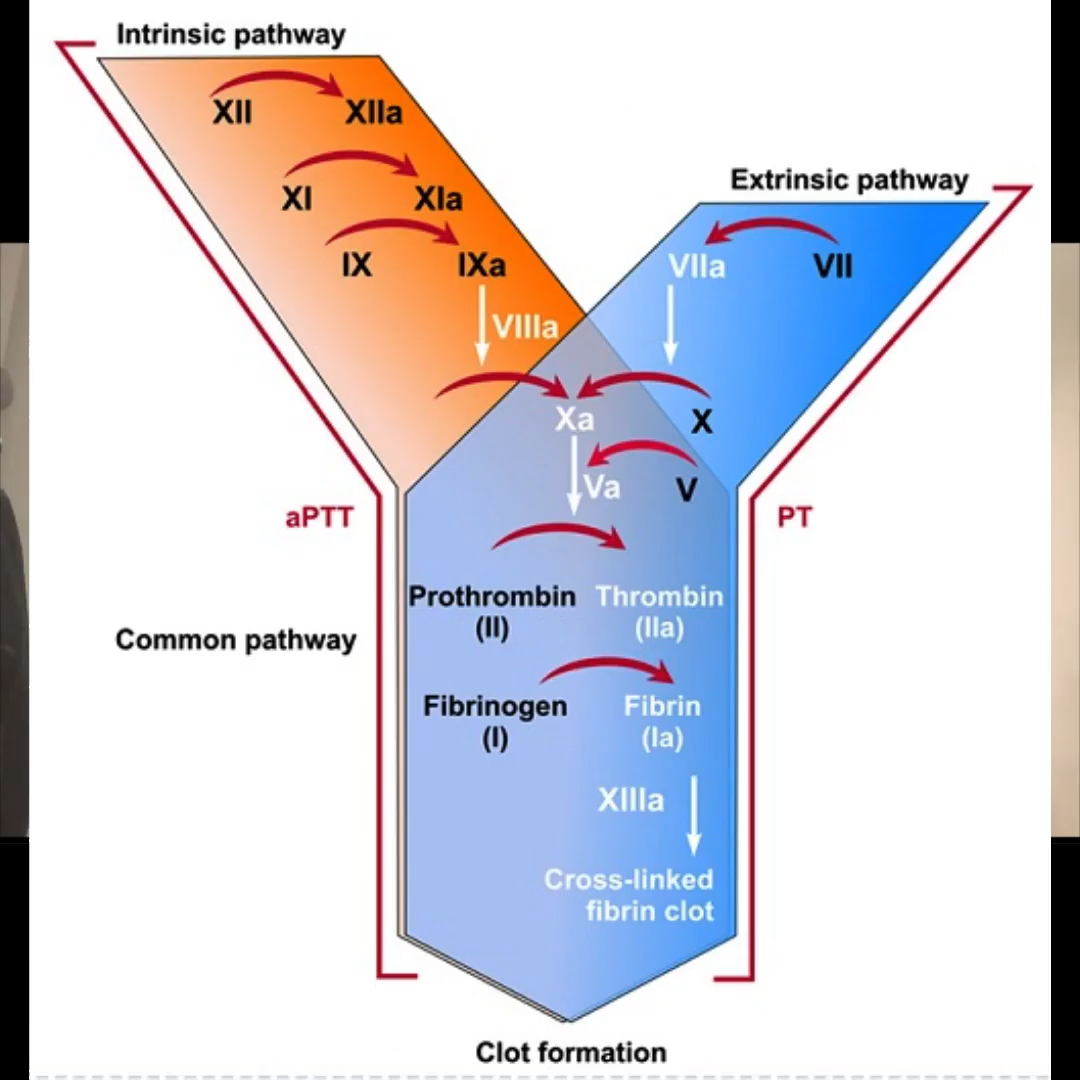 Intrinsic pathway
XII XIIa
XI XIa
IX IXa
VIIIa
Extrinsic pathway
VIIa VII
Xa X
Va V
aPTT
PT
Prothrombin Thrombin
(II) (IIa)
Common pathway
Fibrinogen Fibrin
(I) (Ia)
XIIIa
Cross-linked
fibrin clot
Clot formation